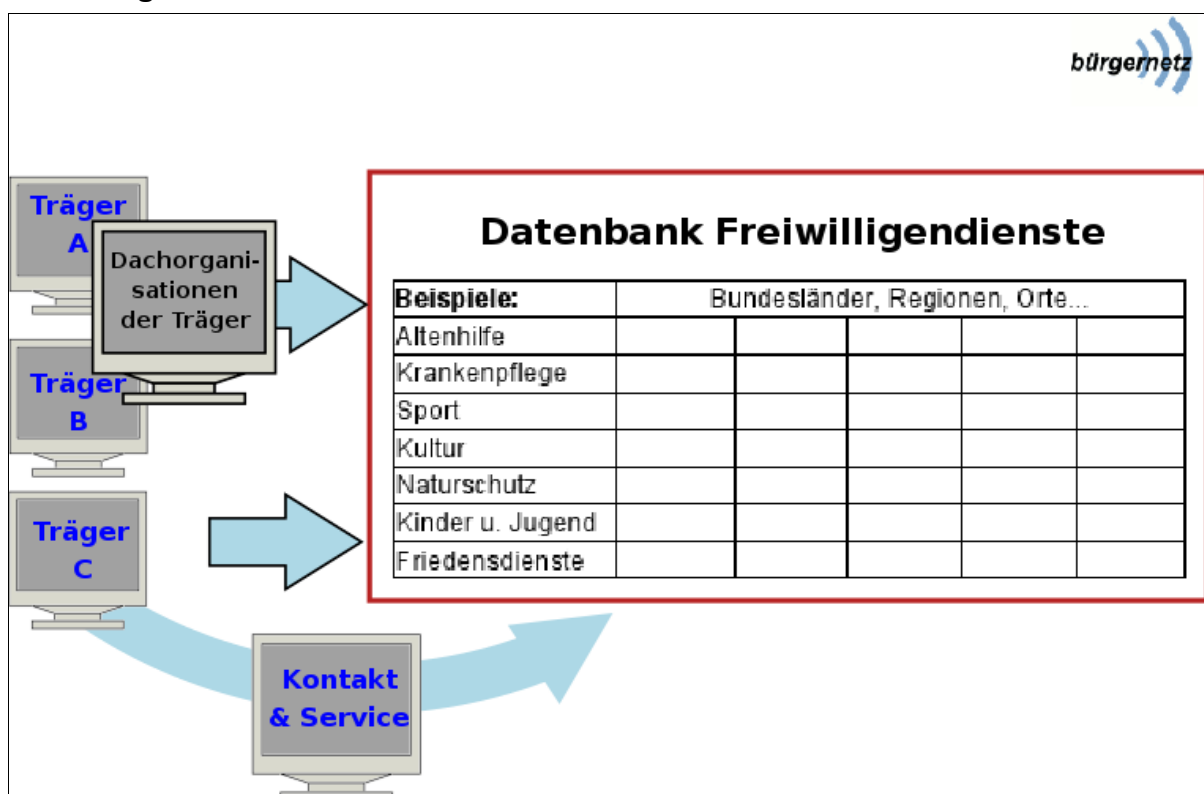 bürgernetz
Träger
A
Dachorgani-
sationen
der Träger
Träger
B
Träger
C
Kontakt
& Service
Datenbank Freiwilligendienste
Beispiele: Bundesländer, Regionen, Orte...
Altenhilfe
Krankenpflege
Sport
Kultur
Naturschutz
Kinder u. Jugend
Friedensdienste